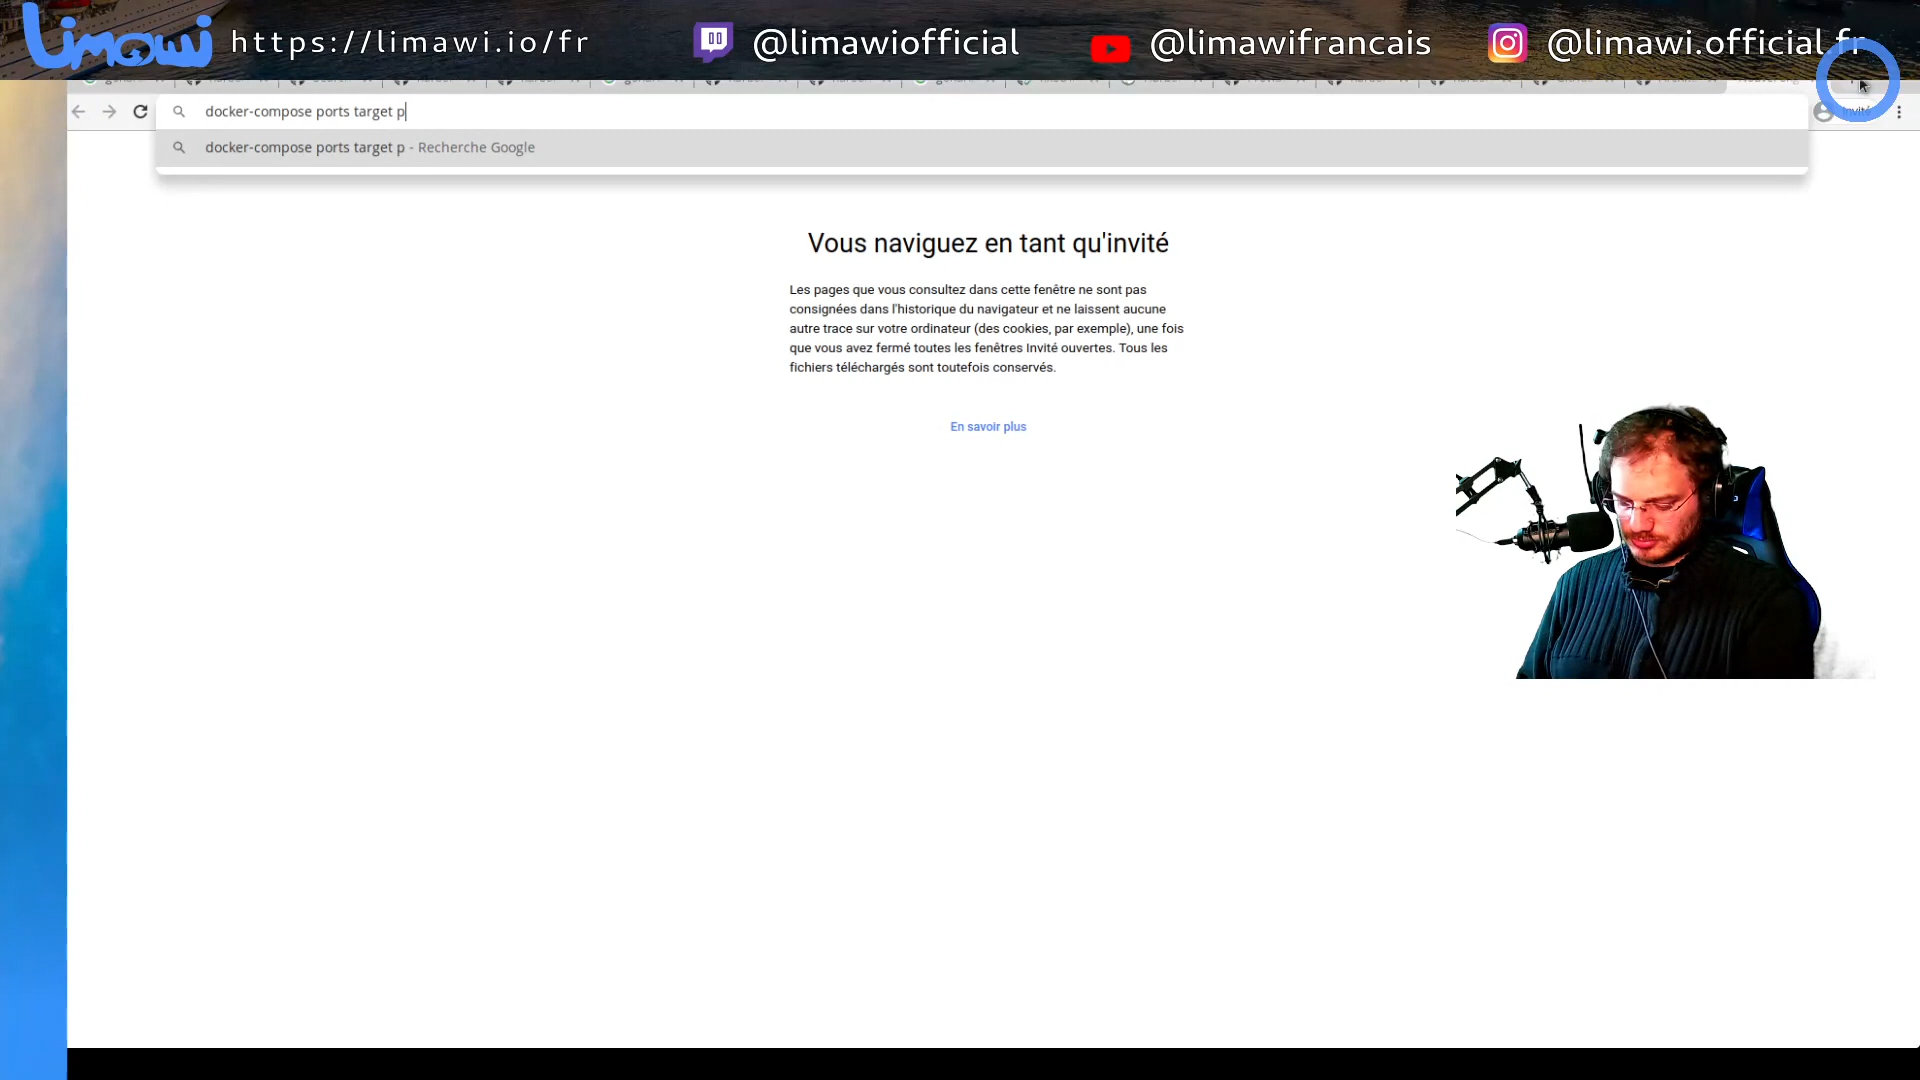 Limawi
https://limawi.io/fr
@limawiofficial
@limawifrancais
@limawi.official.fr
docker-compose ports target p
Invité
docker-compose ports target p - Recherche Google
Vous naviguez en tant qu'invité
Les pages que vous consultez dans cette fenêtre ne sont pas
consignées dans l'historique du navigateur et ne laissent aucune
autre trace sur votre ordinateur (des cookies, par exemple), une fois
que vous avez fermé toutes les fenêtres Invité ouvertes. Tous les
fichiers téléchargés sont toutefois conservés.
En savoir plus